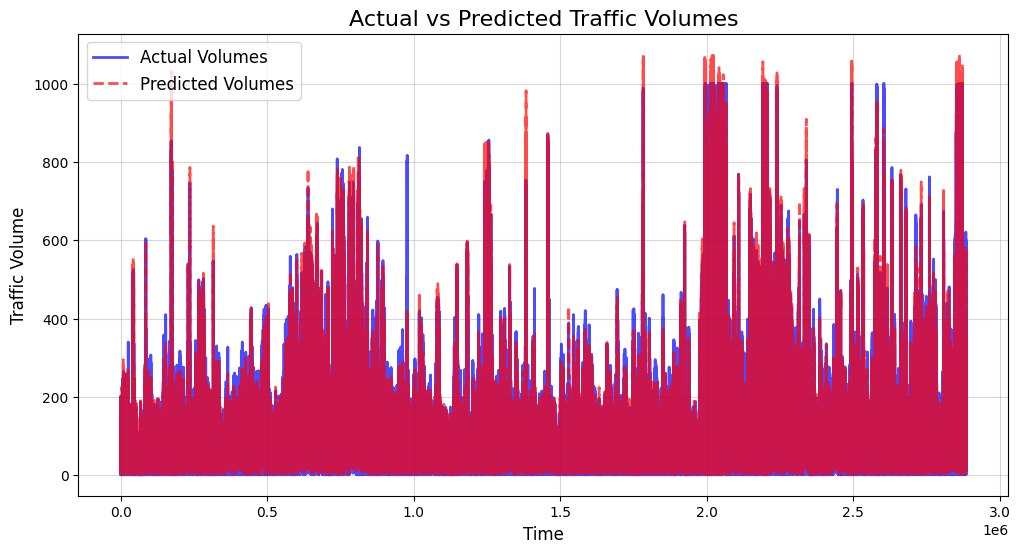 Actual vs Predicted Traffic Volumes
Actual Volumes
Predicted Volumes
Traffic Volume
1000
800
600
400
200
0
0.0 0.5 1.0 1.5 2.0 2.5 3.0
1e6
Time